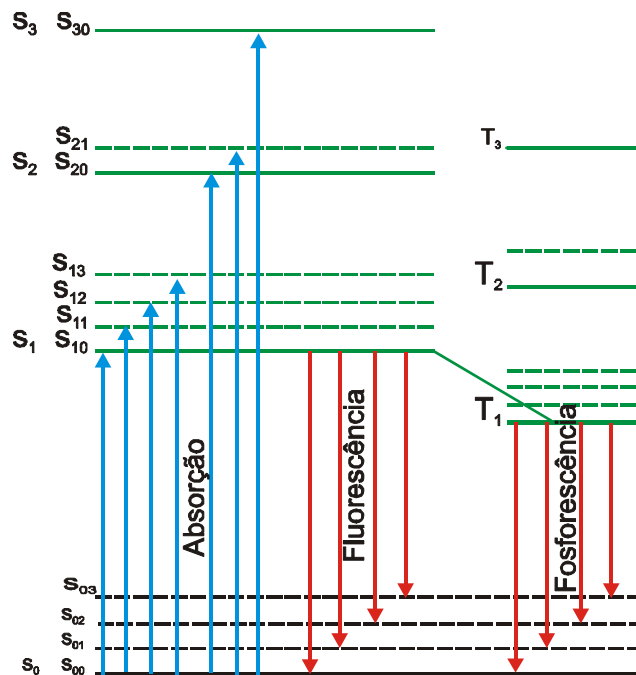 S3 S30
S21
T3
S2 S20
S13
T2
S12
S11
S1 S10
T1
Absorção
Fluorescência
Fosforescência
S03
S02
S01
S0 S00